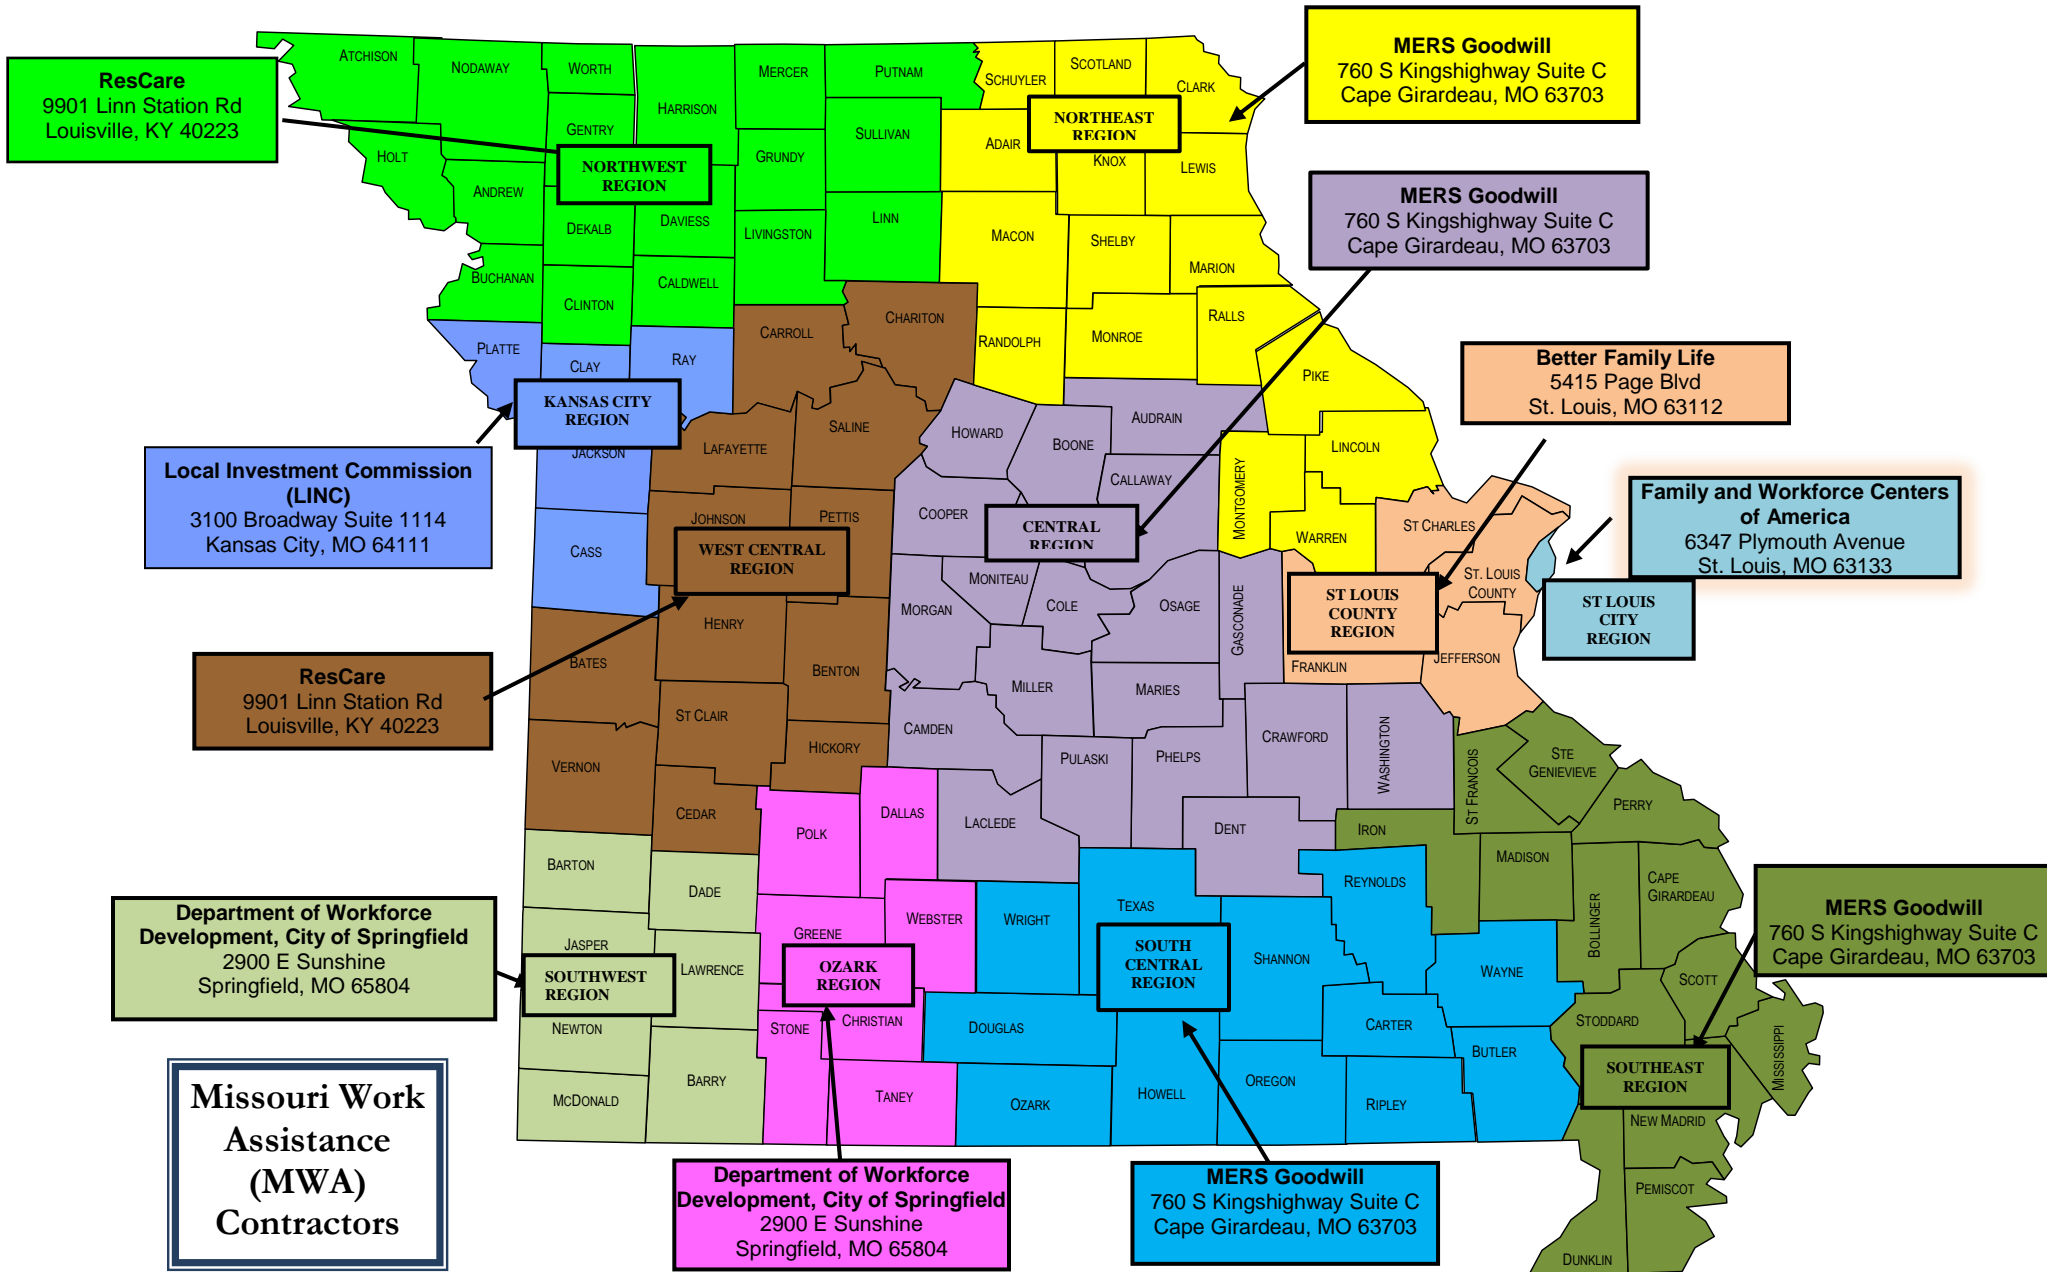 ResCare
9901 Linn Station Rd
Louisville, KY 40223
MERS Goodwill
760 S Kingshighway Suite C
Cape Girardeau, MO 63703
ATCHISON
NODAWAY
WORTH
HARRISON
MERCER
PUTNAM
SCHUYLER
SCOTLAND
CLARK
HOLT
GENTRY
NORTHWEST
REGION
GRUNDY
SULLIVAN
ADAIR
NORTHEAST
REGION
KNOX
LEWIS
ANDREW
DEKALB
DAVIESS
LIVINGSTON
LINN
MACON
SHELBY
MARION
MERS Goodwill
760 S Kingshighway Suite C
Cape Girardeau, MO 63703
BUCHANAN
CLINTON
CALDWELL
CARROLL
CHARITON
RANDOLPH
MONROE
RALLS
PIKE
PLATTE
CLAY
RAY
KANSAS CITY
REGION
JACKSON
CASS
Better Family Life
5415 Page Blvd
St. Louis, MO 63112
Local Investment Commission
(LINC)
3100 Broadway Suite 1114
Kansas City, MO 64111
LAFAYETTE
SALINE
HOWARD
BOONE
AUDRAIN
CALLAWAY
MONTGOMERY
LINCOLN
WARREN
Family and Workforce Centers
of America
6347 Plymouth Avenue
St. Louis, MO 63133
JOHNSON
PETTIS
WEST CENTRAL
REGION
COOPER
CENTRAL
REGION
MONITEAU
MORGAN
COLE
OSAGE
GASCONADE
ST CHARLES
ST. LOUIS
COUNTY
ST LOUIS
COUNTY
REGION
FRANKLIN
JEFFERSON
ST LOUIS
CITY
REGION
ResCare
9901 Linn Station Rd
Louisville, KY 40223
BATES
HENRY
BENTON
ST CLAIR
HICKORY
VERNON
CEDAR
MILLER
MARIES
CAMDEN
PULASKI
PHELPS
CRAWFORD
WASHINGTON
LACLEDE
DENT
IRON
ST FRANCOIS
STE
GENIEVIEVE
PERRY
MADISON
BOLLINGER
CAPE
GIRARDEAU
BARTON
DADE
POLK
DALLAS
WEBSTER
GREENE
WRIGHT
TEXAS
REYNOLDS
SHANNON
WAYNE
Department of Workforce
Development, City of Springfield
2900 E Sunshine
Springfield, MO 65804
JASPER
LAWRENCE
SOUTHWEST
REGION
OZARK
REGION
SOUTH
CENTRAL
REGION
MERS Goodwill
760 S Kingshighway Suite C
Cape Girardeau, MO 63703
SCOTT
STODDARD
MISSISSIPPI
NEWTON
STONE
CHRISTIAN
DOUGLAS
CARTER
BUTLER
SOUTHEAST
REGION
MCDONALD
BARRY
TANEY
OZARK
HOWELL
OREGON
RIPLEY
NEW MADRID
PEMISCOT
DUNKLIN
Missouri Work
Assistance
(MWA)
Contractors
Department of Workforce
Development, City of Springfield
2900 E Sunshine
Springfield, MO 65804
MERS Goodwill
760 S Kingshighway Suite C
Cape Girardeau, MO 63703